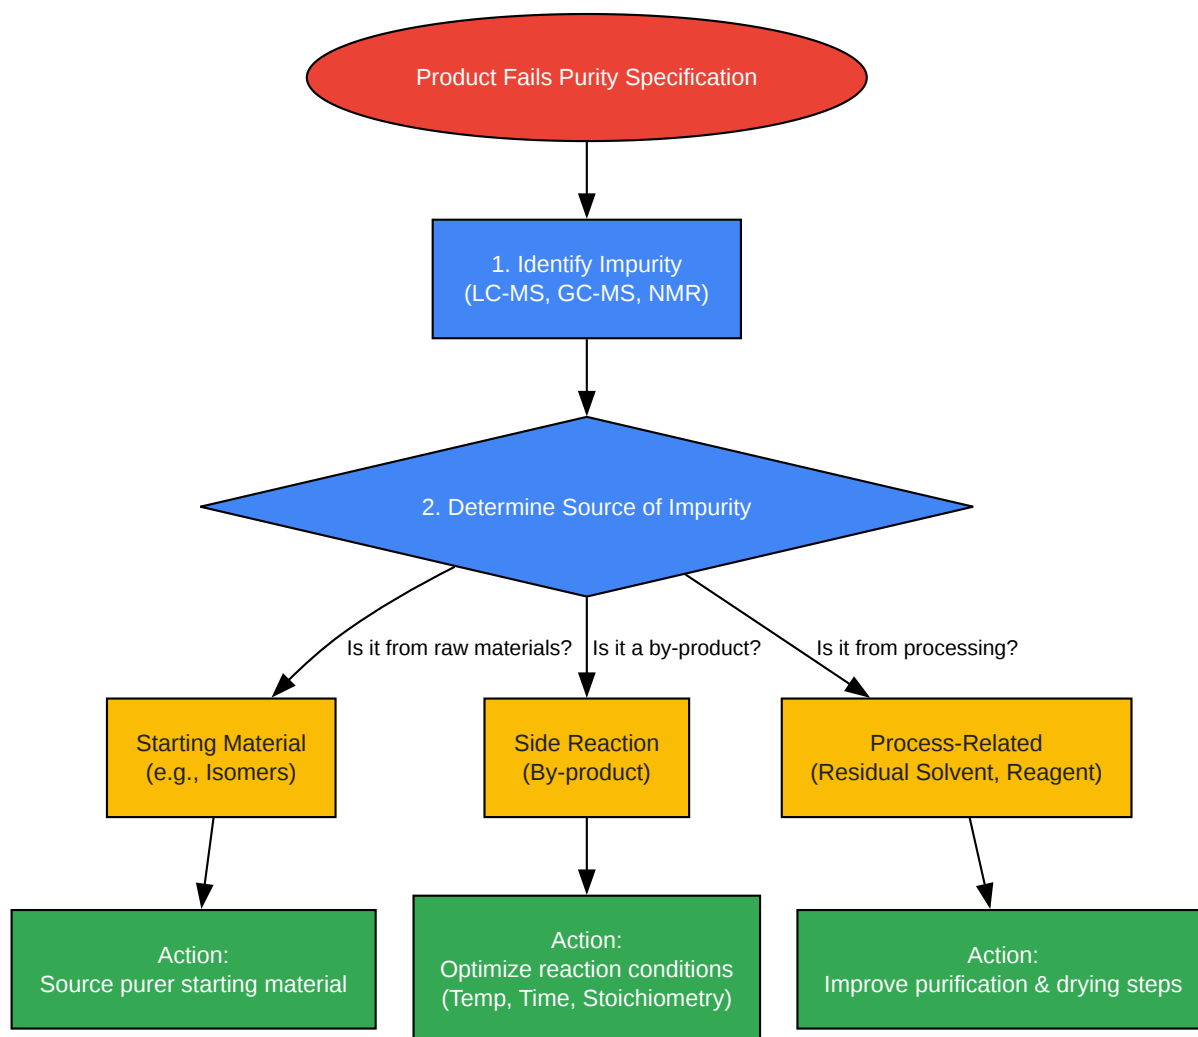 Product Fails Purity Specification
1. Identify Impurity
(LC-MS, GC-MS, NMR)
2. Determine Source of Impurity
Is it from raw materials?
Is it a by-product?
Is it from processing?
Starting Material
(e.g., Isomers)
Side Reaction
(By-product)
Process-Related
(Residual Solvent, Reagent)
Action:
Source purer starting material
Action:
Optimize reaction conditions
(Temp, Time, Stoichiometry)
Action:
Improve purification & drying steps